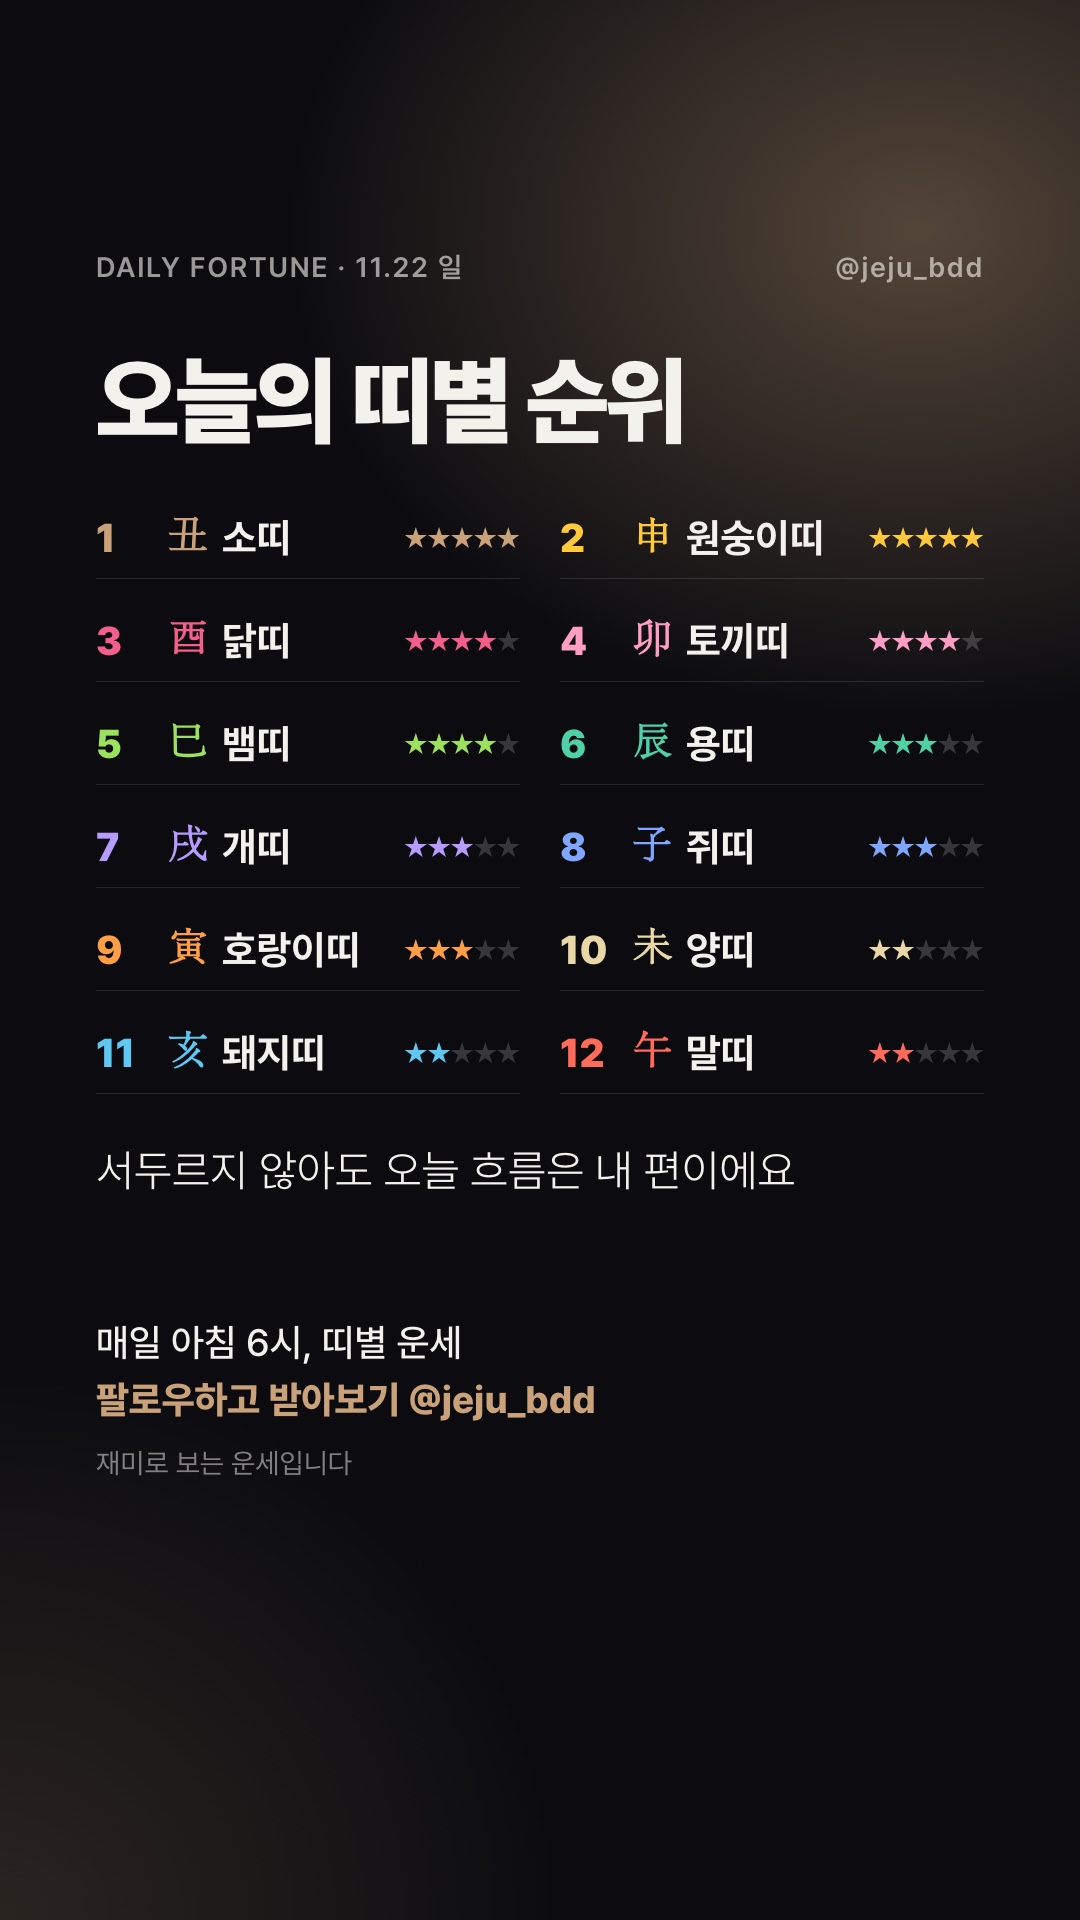 DAILY FORTUNE · 11.22 일 @jeju_bdd
오늘의 띠별 순위
1 丑 소띠 ★★★★★ 2 申 원숭이띠 ★★★★★
3 酉 닭띠 ★★★★★ 4 卯 토끼띠 ★★★★★
5 巳 뱀띠 ★★★★★ 6 辰 용띠 ★★★★★
7 戌 개띠 ★★★★★ 8 子 쥐띠 ★★★★★
9 寅 호랑이띠 ★★★★★ 10 未 양띠 ★★★★★
11 亥 돼지띠 ★★★★★ 12 午 말띠 ★★★★★
서두르지 않아도 오늘 흐름은 내 편이에요
매일 아침 6시, 띠별 운세
팔로우하고 받아보기 @jeju_bdd
재미로 보는 운세입니다